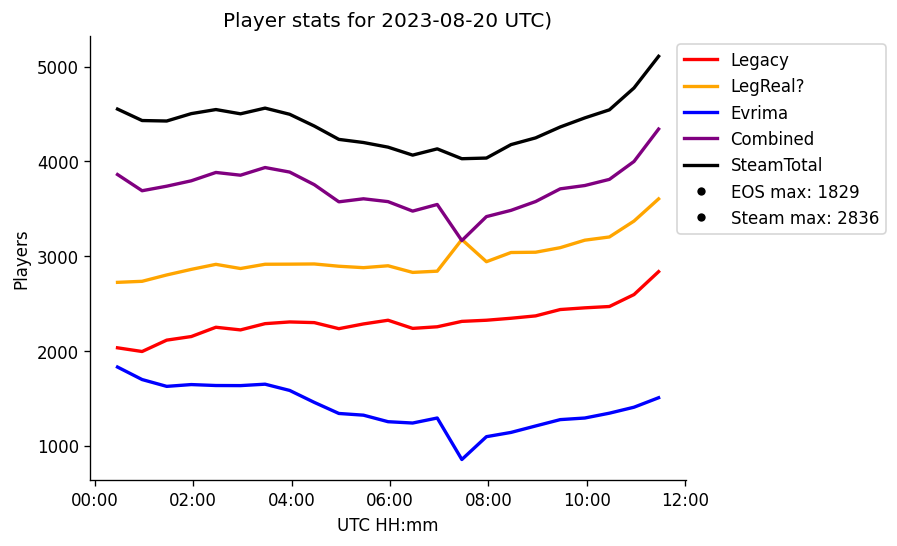 Player stats for 2023-08-20 UTC)
Players
5000
4000
3000
2000
1000
00:00 02:00 04:00 06:00 08:00 10:00 12:00
UTC HH:mm
Legacy
LegReal?
Evrima
Combined
SteamTotal
EOS max: 1829
Steam max: 2836